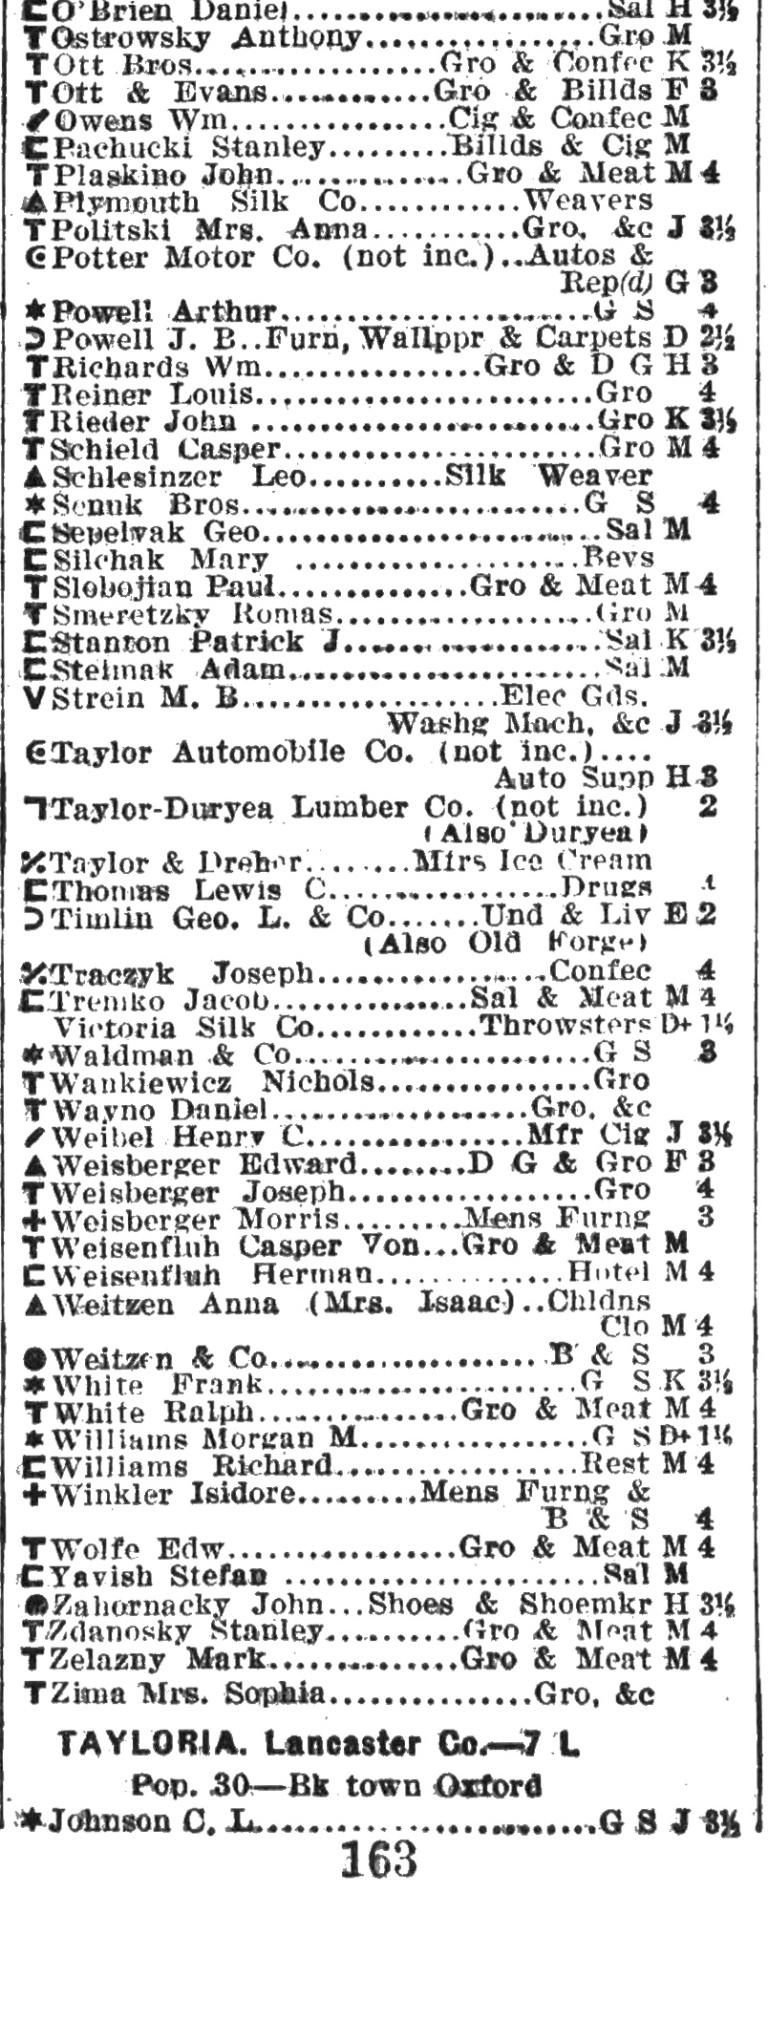 O'Brien Daniel..............................Sal H 3½
T Ostrowsky Anthony..................Gro M
T Ott Bros....................Gro & Confec K 3½
T Ott & Evans.............Gro & Billds F 3
Owens Wm.................Cig & Confec M
Pachucki Stanley.........Billds & Cig M
T Plaskino John...............Gro & Meat M 4
▲ Plymouth Silk Co............Weavers
T Politski Mrs. Anna...........Gro, &c J 3½
Potter Motor Co. (not inc.)..Autos &
Rep(d) G 3
* Powell Arthur........................G S 4
Powell J. B..Furn, Wallppr & Carpets D 2½
T Richards Wm................Gro & D G H 3
T Reiner Louis..........................Gro 4
T Rieder John ..........................Gro K 3½
T Schield Casper........................Gro M 4
▲ Schlesinzer Leo..........Silk Weaver
* Senuk Bros..........................G S 4
Sepelyak Geo..........................Sal M
Silchak Mary ......................Bevs
T Slobojian Paul..............Gro & Meat M 4
T Smeretzky Romas....................Gro M
Stanton Patrick J....................Sal K 3½
Stelmak Adam........................Sal M
V Strein M. B....................Elec Gds.
Washg Mach, &c J 3½
Taylor Automobile Co. (not inc.)....
Auto Supp H 3
Taylor-Duryea Lumber Co. (not inc.) 2
(Also Duryea)
Taylor & Dreher........Mfrs Ice Cream
Thomas Lewis C..................Drugs 4
Timlin Geo. L. & Co.......Und & Liv E 2
(Also Old Forge)
Traczyk Joseph..................Confec 4
Tremko Jacob...............Sal & Meat M 4
Victoria Silk Co............Throwsters D+ 1½
* Waldman & Co.......................G S 3
T Wankiewicz Nichols.................Gro
T Wayno Daniel....................Gro, &c
Weibel Henry C.................Mfr Cig J 3½
▲ Weisberger Edward........D G & Gro F 3
T Weisberger Joseph...................Gro 4
+ Weisberger Morris.........Mens Furng 3
T Weisenfluh Casper Von...Gro & Meat M
Weisenfluh Herman..............Hotel M 4
▲ Weitzen Anna (Mrs. Isaac)..Chldns
Clo M 4
● Weitzen & Co......................B & S 3
* White Frank........................G S K 3½
T White Ralph...............Gro & Meat M 4
* Williams Morgan M.................G S D+ 1½
Williams Richard..................Rest M 4
+ Winkler Isidore.........Mens Furng &
B & S 4
T Wolfe Edw.................Gro & Meat M 4
Yavish Stefan ........................Sal M
● Zahornacky John...Shoes & Shoemkr H 3½
T Zdanosky Stanley..........Gro & Meat M 4
T Zelazny Mark..............Gro & Meat M 4
T Zima Mrs. Sophia...............Gro, &c
TAYLORIA. Lancaster Co.—7 L
Pop. 30—Bk town Oxford
* Johnson C. L..........................G S J 3½
163